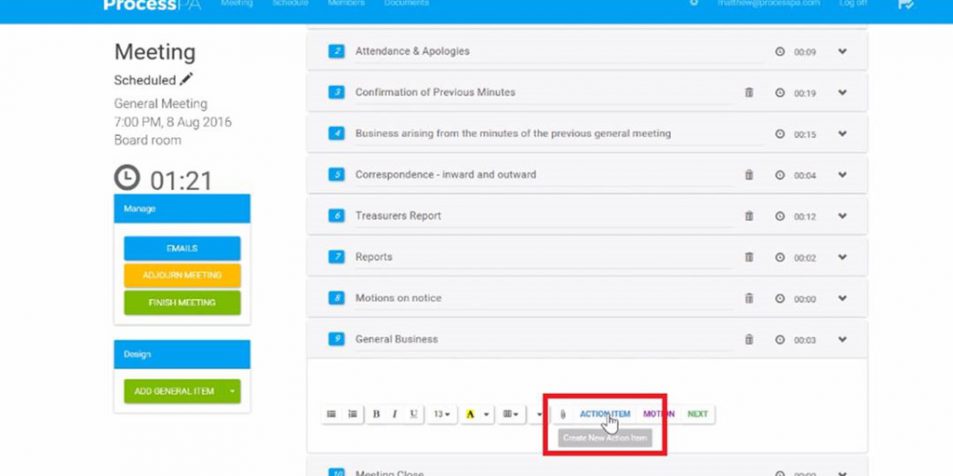 ProcessPA
Meeting
Schedule
Members
Documents
matthew@processpa.com
Log off
Meeting
Scheduled
General Meeting
7:00 PM, 8 Aug 2016
Board room
01:21
Manage
EMAILS
ADJOURN MEETING
FINISH MEETING
Design
ADD GENERAL ITEM
2 Attendance & Apologies 00:09
3 Confirmation of Previous Minutes 00:19
4 Business arising from the minutes of the previous general meeting 00:15
5 Correspondence - inward and outward 00:04
6 Treasurers Report 00:12
7 Reports 00:02
8 Motions on notice 00:00
9 General Business 00:03
B I U 13 A ACTION ITEM MOTION NEXT
Create New Action Item
10 Meeting Close 00:00